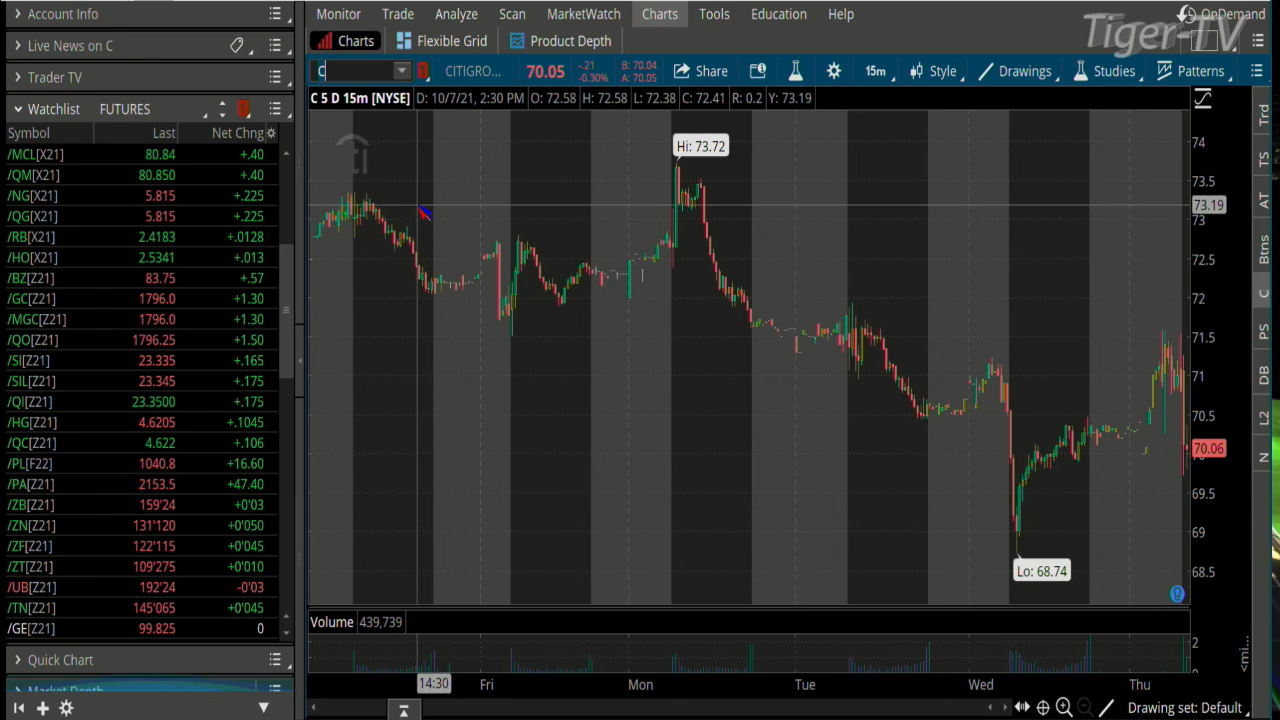 Account Info
Live News on C
Trader TV
Watchlist FUTURES
Symbol Last Net Chng
/MCL[X21] 80.84 +.40
/QM[X21] 80.850 +.40
/NG[X21] 5.815 +.225
/QG[X21] 5.815 +.225
/RB[X21] 2.4183 +.0128
/HO[X21] 2.5341 +.013
/BZ[Z21] 83.75 +.57
/GC[Z21] 1796.0 +1.30
/MGC[Z21] 1796.0 +1.30
/QO[Z21] 1796.25 +1.50
/SI[Z21] 23.335 +.165
/SIL[Z21] 23.345 +.175
/QI[Z21] 23.3500 +.175
/HG[Z21] 4.6205 +.1045
/QC[Z21] 4.622 +.106
/PL[F22] 1040.8 +16.60
/PA[Z21] 2153.5 +47.40
/ZB[Z21] 159'24 +0'03
/ZN[Z21] 131'120 +0'050
/ZF[Z21] 122'115 +0'045
/ZT[Z21] 109'275 +0'010
/UB[Z21] 192'24 -0'03
/TN[Z21] 145'065 +0'045
/GE[Z21] 99.825 0
Quick Chart
Market Depth
Monitor Trade Analyze Scan MarketWatch Charts Tools Education Help
OnDemand
Tiger-TV
Charts Flexible Grid Product Depth
C CITIGRO... 70.05 -.21 -0.30% B: 70.04 A: 70.05 Share 15m Style Drawings Studies Patterns
C 5 D 15m [NYSE] D: 10/7/21, 2:30 PM O: 72.58 H: 72.58 L: 72.38 C: 72.41 R: 0.2 Y: 73.19
Hi: 73.72
Lo: 68.74
74
73.5
73.19
73
72.5
72
71.5
71
70.5
70.06
69.5
69
68.5
Volume 439,739
2
1
<mi...
14:30 Fri Mon Tue Wed Thu
Drawing set: Default
Trd
TS
AT
Btns
C
PS
DB
L2
N